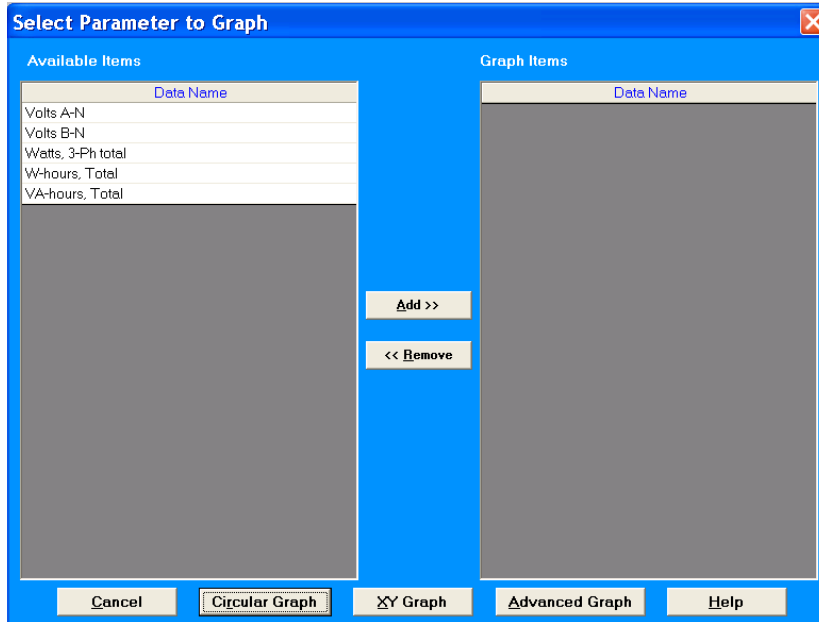 Select Parameter to Graph
Available Items
Graph Items
Data Name
Data Name
Volts A-N
Volts B-N
Watts, 3-Ph total
W-hours, Total
VA-hours, Total
Add >>
<< Remove
Cancel
Circular Graph
XY Graph
Advanced Graph
Help